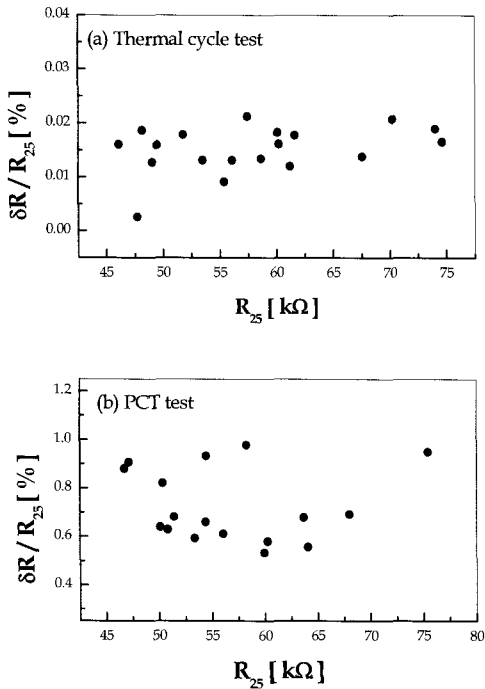 0.04
(a) Thermal cycle test
0.03
0.02
0.01
0.00
δR / R25 [ % ]
45 50 55 60 65 70 75
R25 [ kΩ ]
1.2
(b) PCT test
1.0
0.8
0.6
0.4
δR / R25 [ % ]
45 50 55 60 65 70 75 80
R25 [ kΩ ]